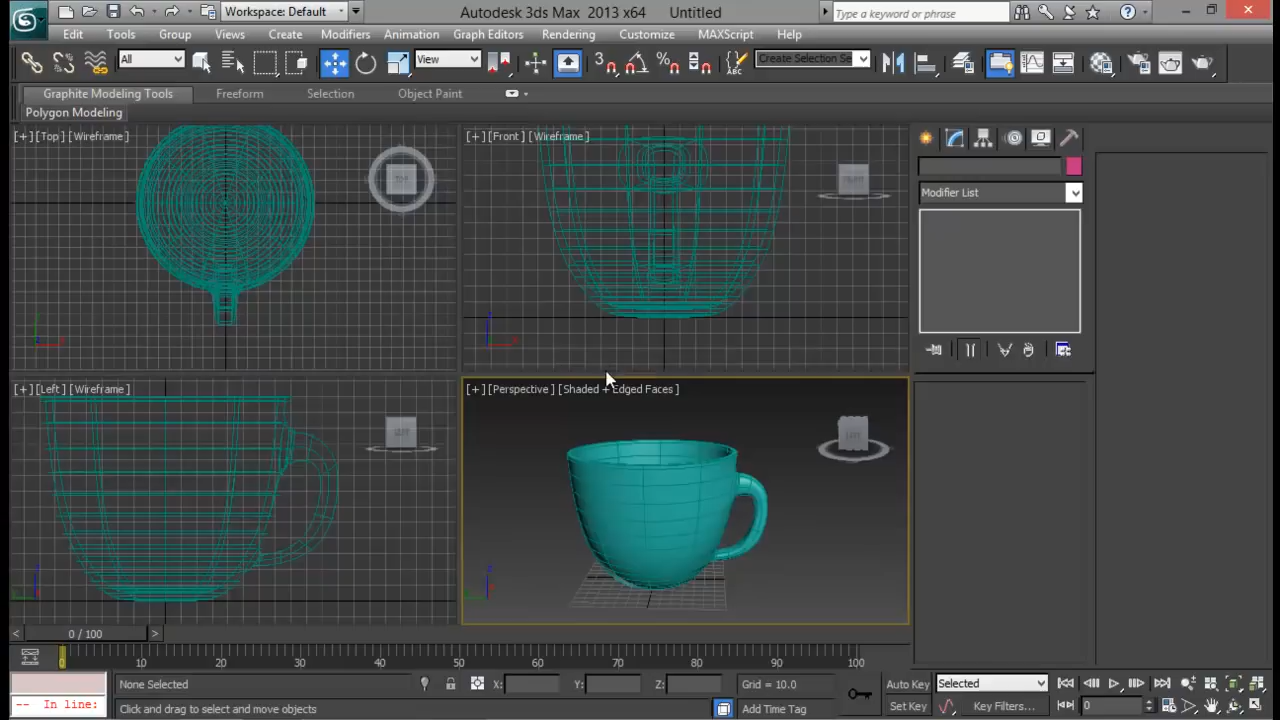 Workspace: Default
Autodesk 3ds Max 2013 x64 Untitled
Type a keyword or phrase
Edit Tools Group Views Create Modifiers Animation Graph Editors Rendering Customize MAXScript Help
All
View
3
ABC
Create Selection Se
Graphite Modeling Tools Freeform Selection Object Paint
Polygon Modeling
[+][Top][Wireframe]
TOP
[+][Front][Wireframe]
Modifier List
[+][Left][Wireframe]
[+][Perspective][Shaded + Edged Faces]
< 0 / 100 >
0 10 20 30 40 50 60 70 80 90 100
None Selected
X: Y: Z:
Grid = 10.0
Auto Key
Selected
-- In line:
Click and drag to select and move objects
Add Time Tag
Set Key
Key Filters...
0